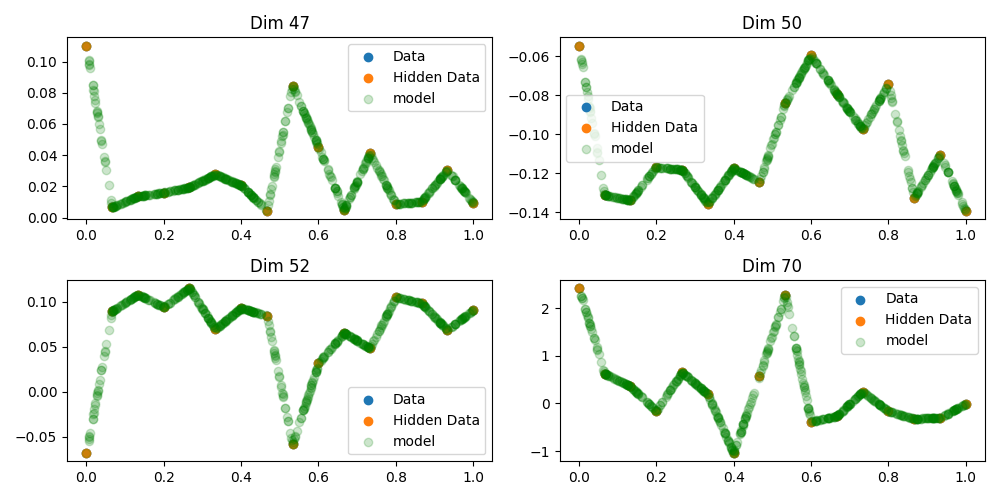 Dim 47
0.10
0.08
0.06
0.04
0.02
0.00
0.0 0.2 0.4 0.6 0.8 1.0
Data
Hidden Data
model
Dim 50
−0.06
−0.08
−0.10
−0.12
−0.14
0.0 0.2 0.4 0.6 0.8 1.0
Data
Hidden Data
model
Dim 52
0.10
0.05
0.00
−0.05
0.0 0.2 0.4 0.6 0.8 1.0
Data
Hidden Data
model
Dim 70
2
1
0
−1
0.0 0.2 0.4 0.6 0.8 1.0
Data
Hidden Data
model